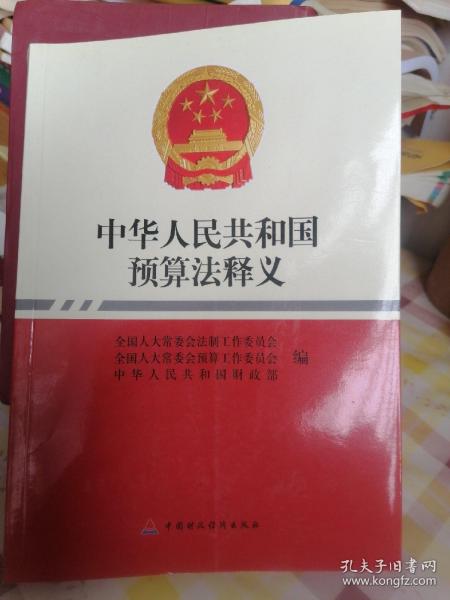 中华人民共和国
预算法释义
全国人大常委会法制工作委员会
全国人大常委会预算工作委员会 编
中华人民共和国财政部
中国财政经济出版社
孔夫子旧书网
www.kongfz.com